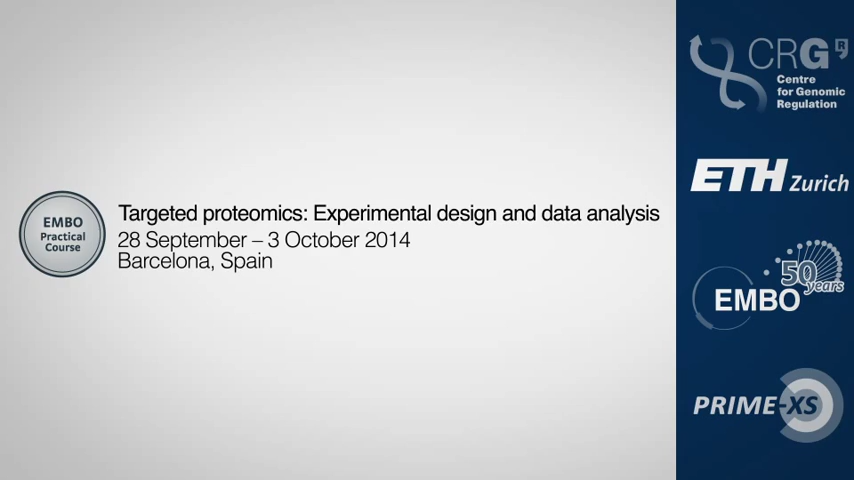 EMBO
Practical
Course
Targeted proteomics: Experimental design and data analysis
28 September – 3 October 2014
Barcelona, Spain
CRG R
Centre
for Genomic
Regulation
ETH Zurich
50
years
EMBO
PRIME-XS